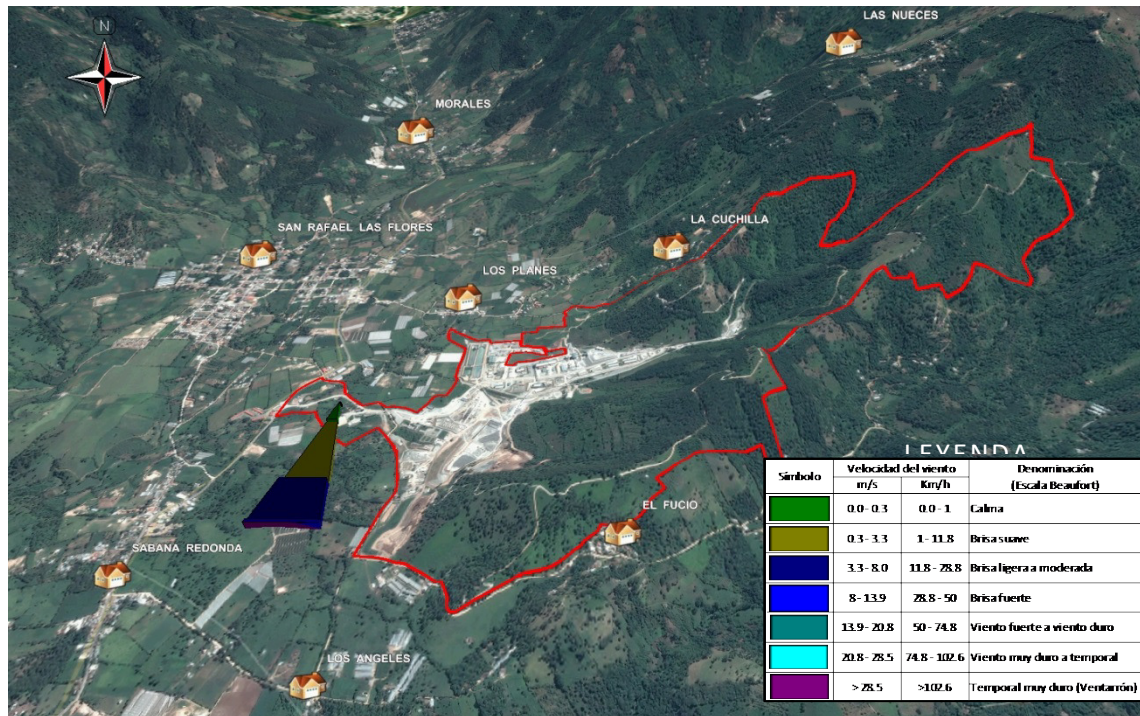 N
LAS NUECES
MORALES
SAN RAFAEL LAS FLORES
LA CUCHILLA
LOS PLANES
EL FUCIO
SABANA REDONDA
LOS ANGELES
LEYENDA
Símbolo Velocidad del viento Denominación
m/s Km/h (Escala Beaufort)
0.0 - 0.3 0.0 - 1 Calma
0.3 - 3.3 1 - 11.8 Brisa suave
3.3 - 8.0 11.8 - 28.8 Brisa ligera a moderada
8 - 13.9 28.8 - 50 Brisa fuerte
13.9 - 20.8 50 - 74.8 Viento fuerte a viento duro
20.8 - 28.5 74.8 - 102.6 Viento muy duro a temporal
> 28.5 >102.6 Temporal muy duro (Ventarrón)